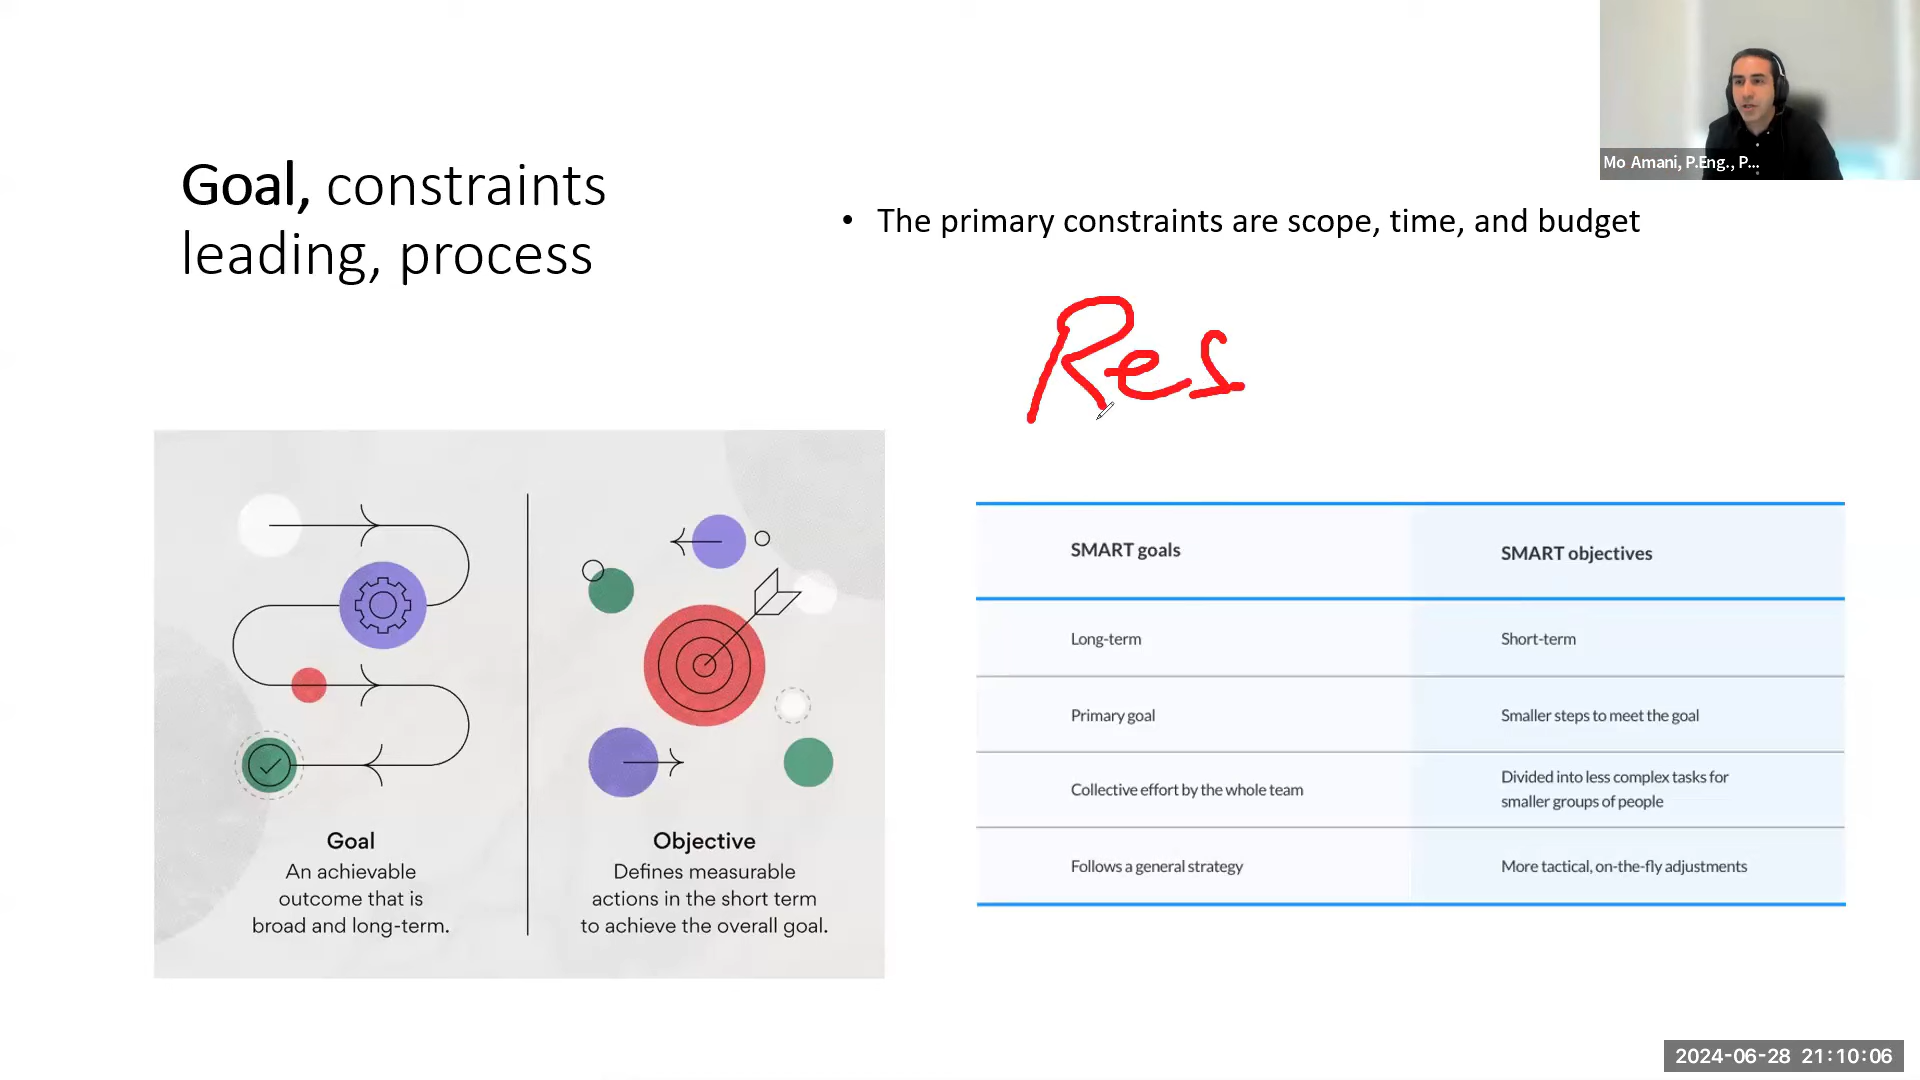 Goal, constraints
leading, process
• The primary constraints are scope, time, and budget
Mo Amani, P.Eng., P...
Res
Goal
An achievable
outcome that is
broad and long-term.
Objective
Defines measurable
actions in the short term
to achieve the overall goal.
SMART goals
SMART objectives
Long-term
Short-term
Primary goal
Smaller steps to meet the goal
Collective effort by the whole team
Divided into less complex tasks for
smaller groups of people
Follows a general strategy
More tactical, on-the-fly adjustments
2024-06-28 21:10:06